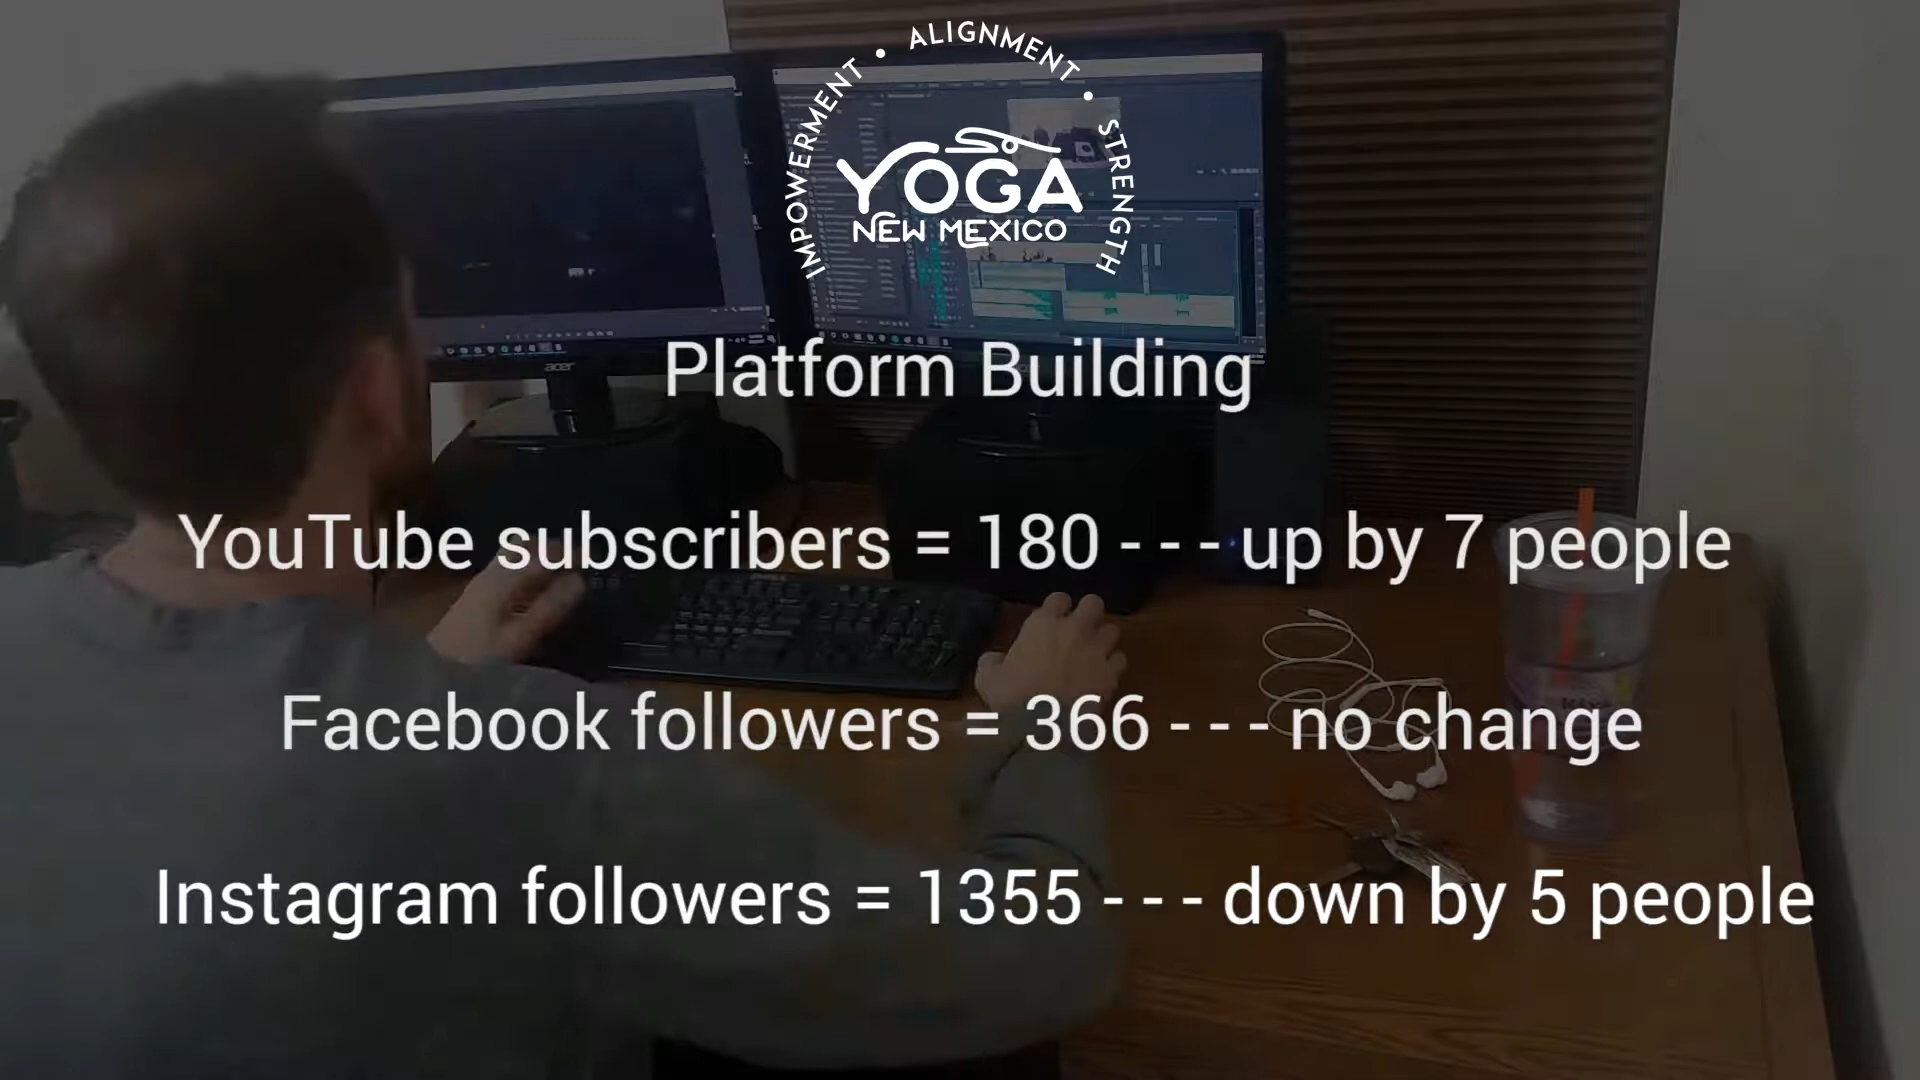 IMPOWERMENT • ALIGNMENT • STRENGTH
YOGA
NEW MEXICO
acer
Platform Building
YouTube subscribers = 180 - - - up by 7 people
Facebook followers = 366 - - - no change
Instagram followers = 1355 - - - down by 5 people